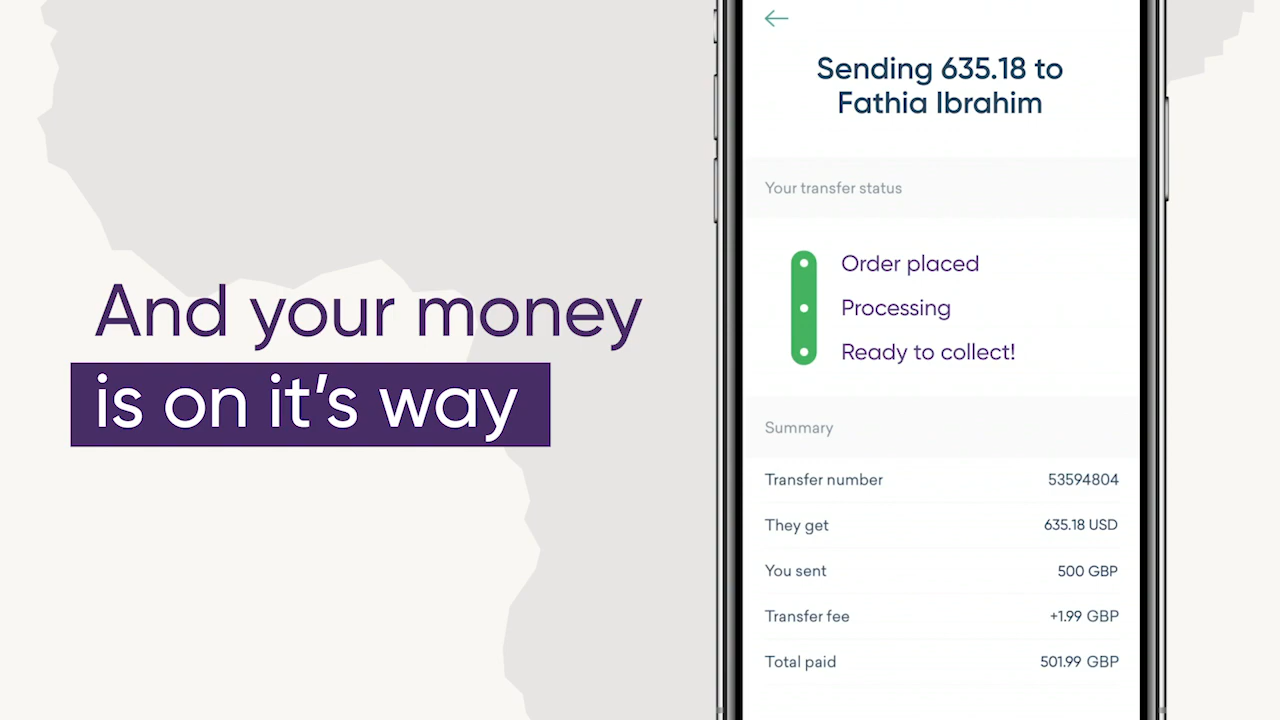 And your money
is on it's way
Sending 635.18 to
Fathia Ibrahim
Your transfer status
Order placed
Processing
Ready to collect!
Summary
Transfer number 53594804
They get 635.18 USD
You sent 500 GBP
Transfer fee +1.99 GBP
Total paid 501.99 GBP